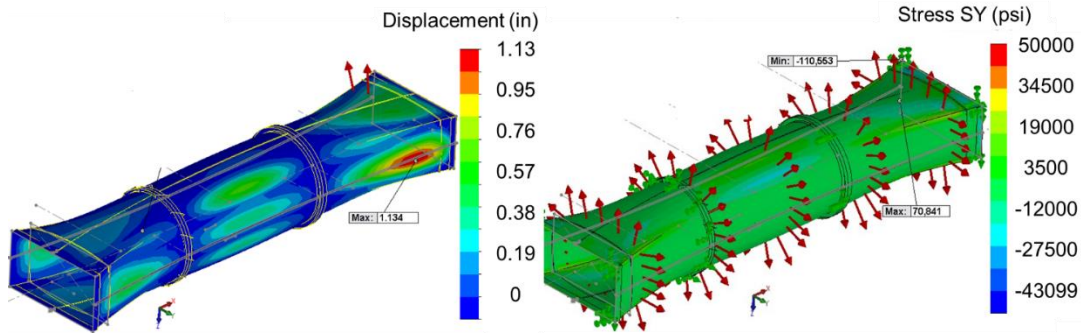 Displacement (in)
1.13
0.95
0.76
0.57
0.38
0.19
0
Max: 1.134
Stress SY (psi)
50000
34500
19000
3500
-12000
-27500
-43099
Min: -110,553
Max: 70,841